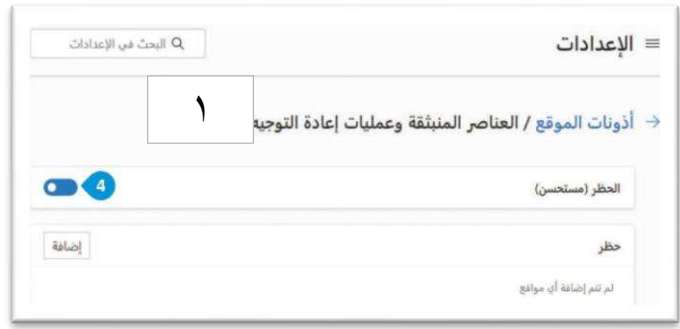 الإعدادات
البحث في الإعدادات
أذونات الموقع / العناصر المنبثقة وعمليات إعادة التوجيه
١
الحظر (مستحسن)
4
حظر
إضافة
لم تتم إضافة أي مواقع